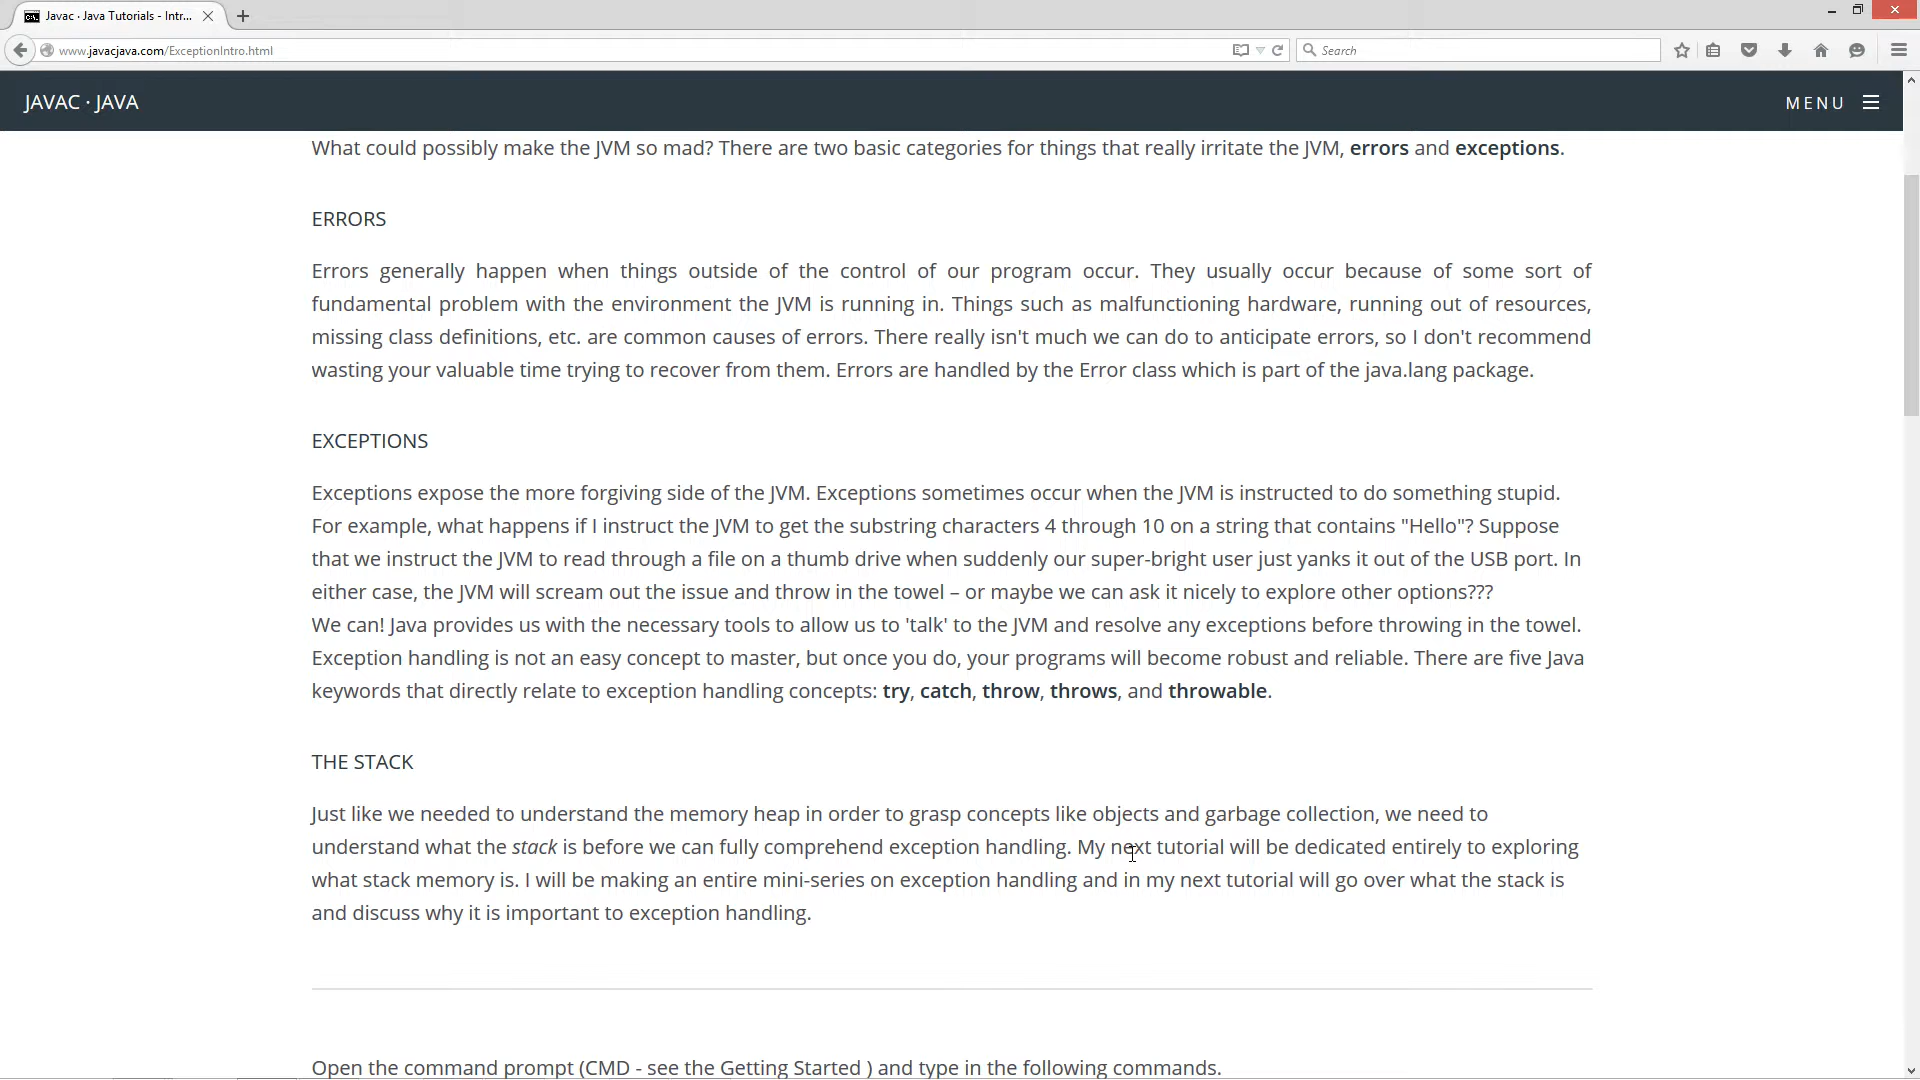 Javac · Java Tutorials - Intr...
www.javacjava.com/ExceptionIntro.html
Search
JAVAC · JAVA
MENU
What could possibly make the JVM so mad? There are two basic categories for things that really irritate the JVM, errors and exceptions.
ERRORS
Errors generally happen when things outside of the control of our program occur. They usually occur because of some sort of
fundamental problem with the environment the JVM is running in. Things such as malfunctioning hardware, running out of resources,
missing class definitions, etc. are common causes of errors. There really isn't much we can do to anticipate errors, so I don't recommend
wasting your valuable time trying to recover from them. Errors are handled by the Error class which is part of the java.lang package.
EXCEPTIONS
Exceptions expose the more forgiving side of the JVM. Exceptions sometimes occur when the JVM is instructed to do something stupid.
For example, what happens if I instruct the JVM to get the substring characters 4 through 10 on a string that contains "Hello"? Suppose
that we instruct the JVM to read through a file on a thumb drive when suddenly our super-bright user just yanks it out of the USB port. In
either case, the JVM will scream out the issue and throw in the towel – or maybe we can ask it nicely to explore other options???
We can! Java provides us with the necessary tools to allow us to 'talk' to the JVM and resolve any exceptions before throwing in the towel.
Exception handling is not an easy concept to master, but once you do, your programs will become robust and reliable. There are five Java
keywords that directly relate to exception handling concepts: try, catch, throw, throws, and throwable.
THE STACK
Just like we needed to understand the memory heap in order to grasp concepts like objects and garbage collection, we need to
understand what the stack is before we can fully comprehend exception handling. My next tutorial will be dedicated entirely to exploring
what stack memory is. I will be making an entire mini-series on exception handling and in my next tutorial will go over what the stack is
and discuss why it is important to exception handling.
Open the command prompt (CMD - see the Getting Started ) and type in the following commands.